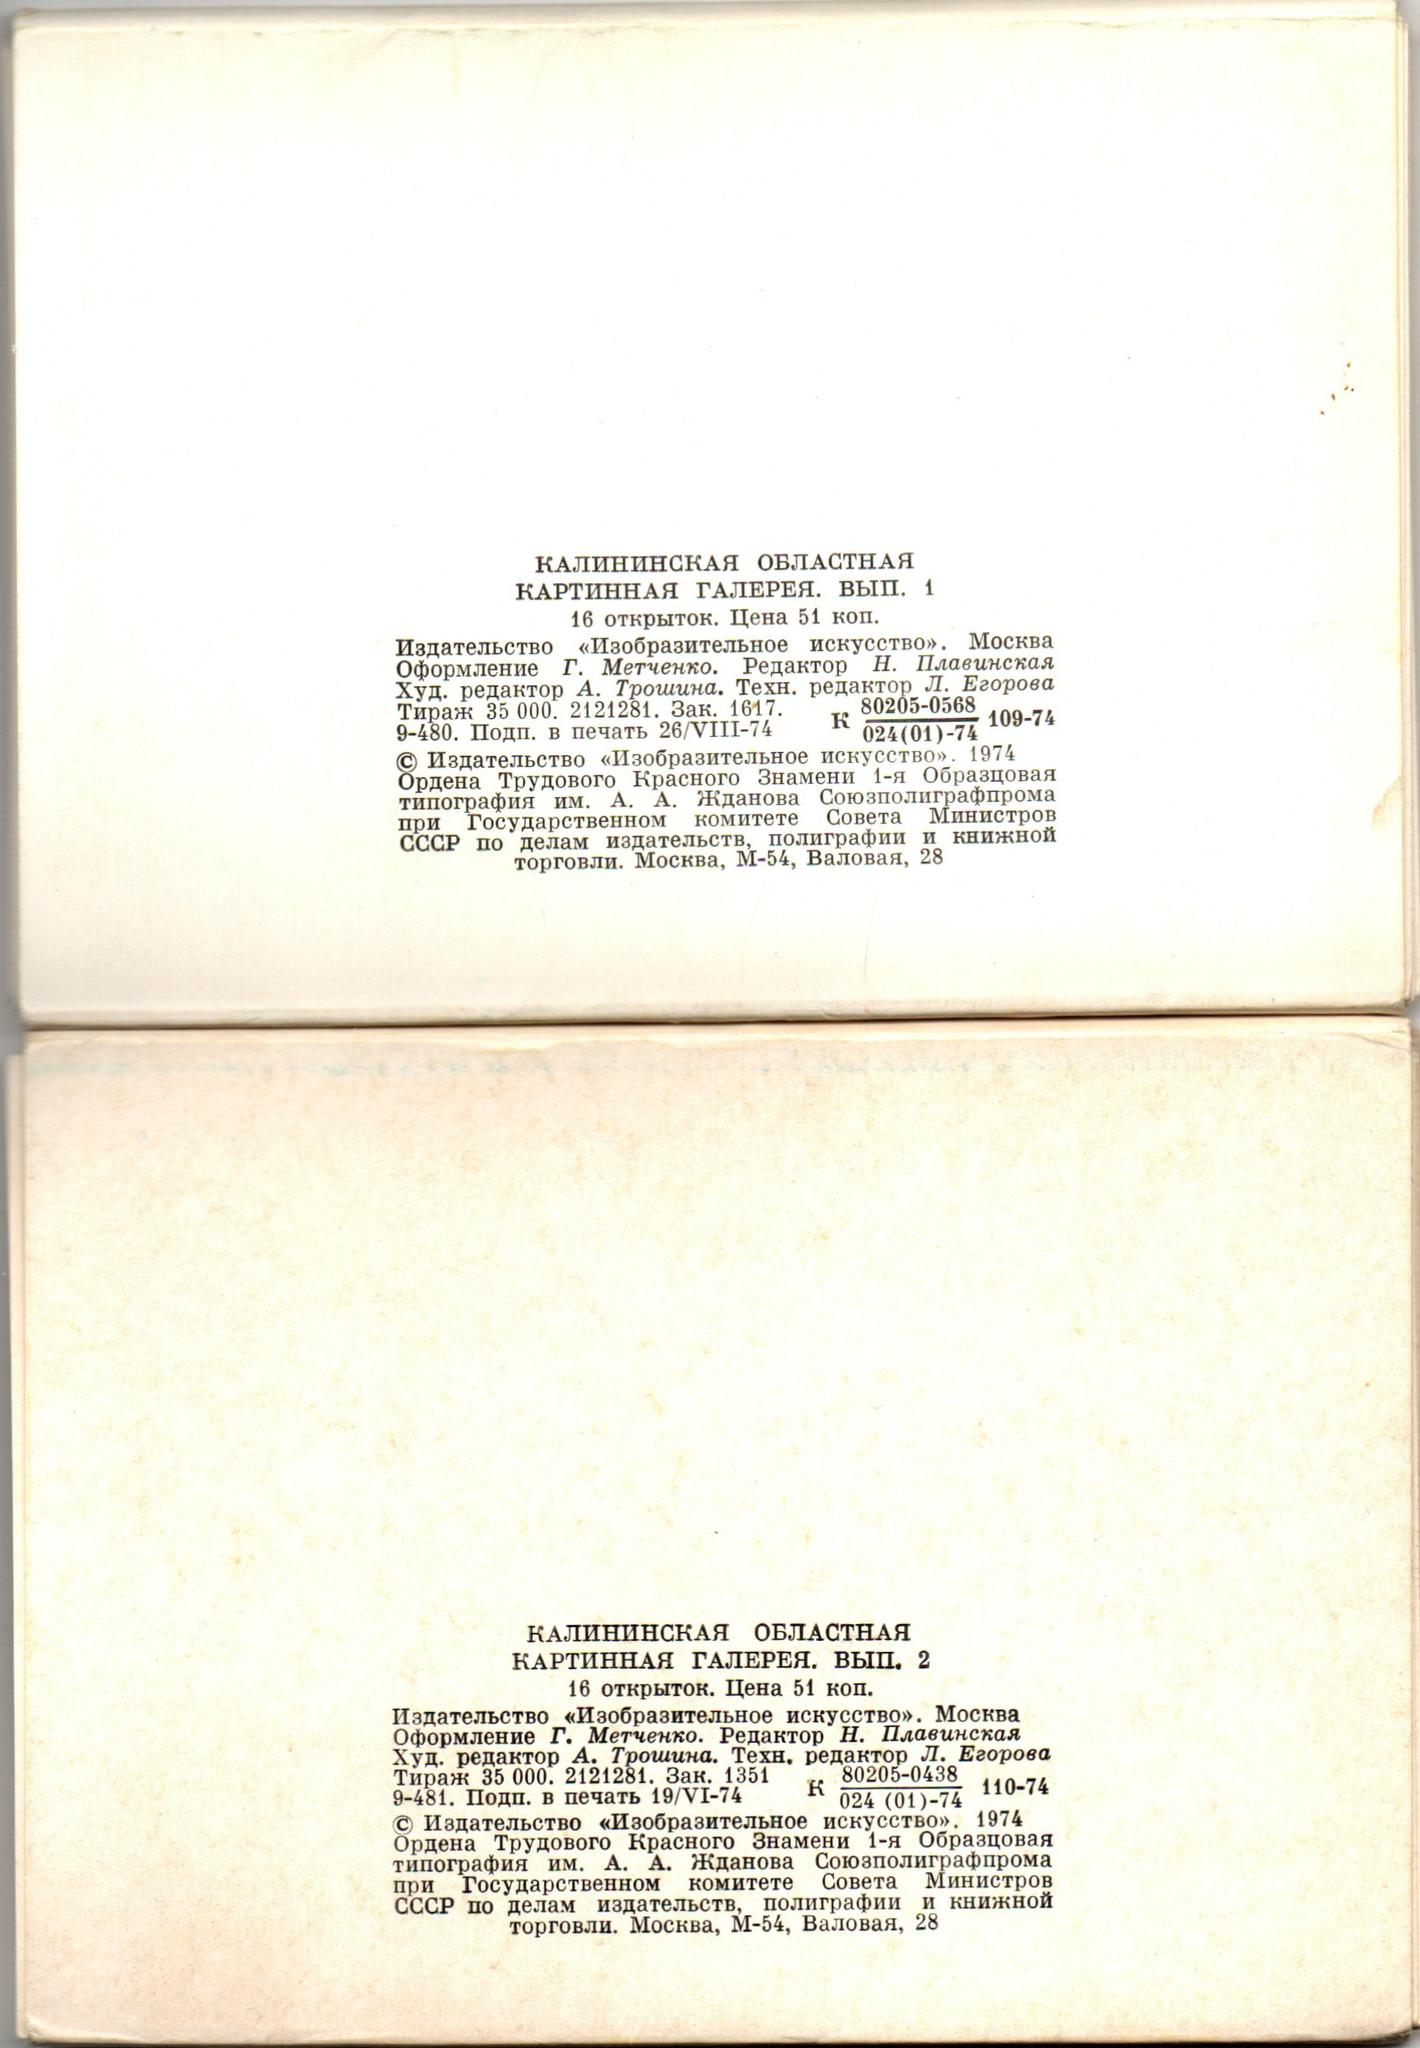 КАЛИНИНСКАЯ ОБЛАСТНАЯ
КАРТИННАЯ ГАЛЕРЕЯ. ВЫП. 1
16 открыток. Цена 51 коп.
Издательство «Изобразительное искусство». Москва
Оформление Г. Метченко. Редактор Н. Плавинская
Худ. редактор А. Трошина. Техн. редактор Л. Егорова
Тираж 35 000. 2121281. Зак. 1617.
9-480. Подп. в печать 26/VIII-74
К 80205-0568 109-74
024(01)-74
© Издательство «Изобразительное искусство». 1974
Ордена Трудового Красного Знамени 1-я Образцовая
типография им. А. А. Жданова Союзполиграфпрома
при Государственном комитете Совета Министров
СССР по делам издательств, полиграфии и книжной
торговли. Москва, М-54, Валовая, 28
КАЛИНИНСКАЯ ОБЛАСТНАЯ
КАРТИННАЯ ГАЛЕРЕЯ. ВЫП. 2
16 открыток. Цена 51 коп.
Издательство «Изобразительное искусство». Москва
Оформление Г. Метченко. Редактор Н. Плавинская
Худ. редактор А. Трошина. Техн. редактор Л. Егорова
Тираж 35 000. 2121281. Зак. 1351
9-481. Подп. в печать 19/VI-74
К 80205-0438 110-74
024 (01)-74
© Издательство «Изобразительное искусство». 1974
Ордена Трудового Красного Знамени 1-я Образцовая
типография им. А. А. Жданова Союзполиграфпрома
при Государственном комитете Совета Министров
СССР по делам издательств, полиграфии и книжной
торговли. Москва, М-54, Валовая, 28